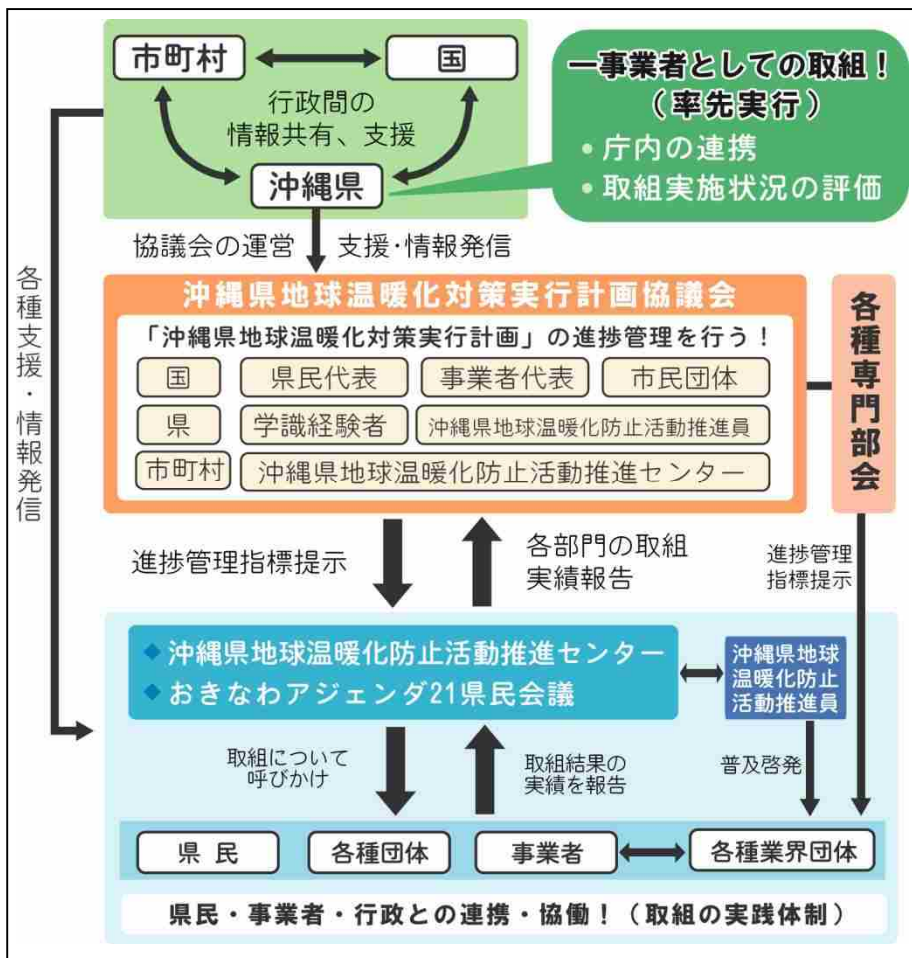 市町村
国
行政間の
情報共有、支援
沖縄県
一事業者としての取組！
（率先実行）
・庁内の連携
・取組実施状況の評価
協議会の運営
支援・情報発信
各種支援・情報発信
沖縄県地球温暖化対策実行計画協議会
「沖縄県地球温暖化対策実行計画」の進捗管理を行う！
国
県民代表
事業者代表
市民団体
県
学識経験者
沖縄県地球温暖化防止活動推進員
市町村
沖縄県地球温暖化防止活動推進センター
各種専門部会
進捗管理指標提示
各部門の取組
実績報告
進捗管理
指標提示
◆沖縄県地球温暖化防止活動推進センター
◆おきなわアジェンダ21県民会議
沖縄県地球
温暖化防止
活動推進員
取組について
呼びかけ
取組結果の
実績を報告
普及啓発
県民
各種団体
事業者
各種業界団体
県民・事業者・行政との連携・協働！（取組の実践体制）